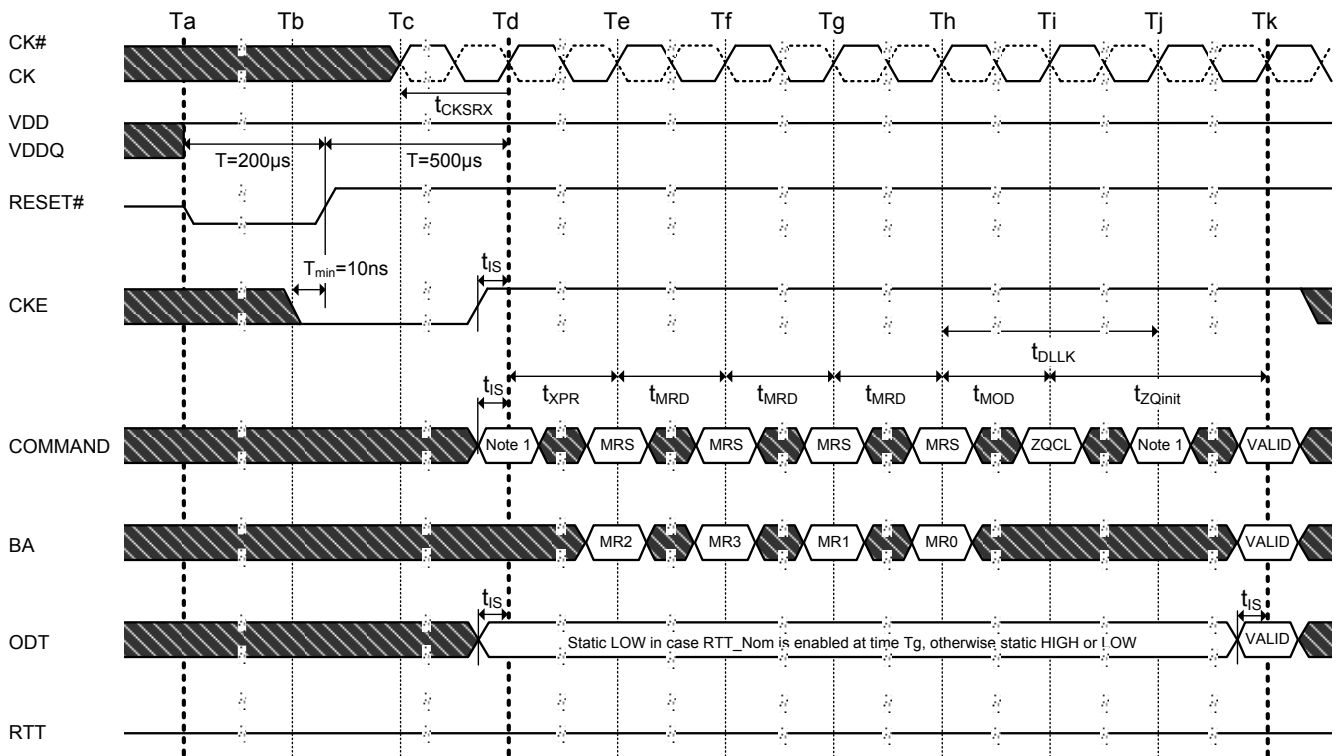 Ta Tb Tc Td Te Tf Tg Th Ti Tj Tk
CK#
CK
tCKSRX
VDD
VDDQ
T=200µs T=500µs
RESET#
Tmin=10ns tIS
CKE
tDLLK
tIS tXPR tMRD tMRD tMRD tMOD tZQinit
COMMAND Note 1 MRS MRS MRS MRS ZQCL Note 1 VALID
BA MR2 MR3 MR1 MR0 VALID
tIS tIS
ODT Static LOW in case RTT_Nom is enabled at time Tg, otherwise static HIGH or LOW VALID
RTT